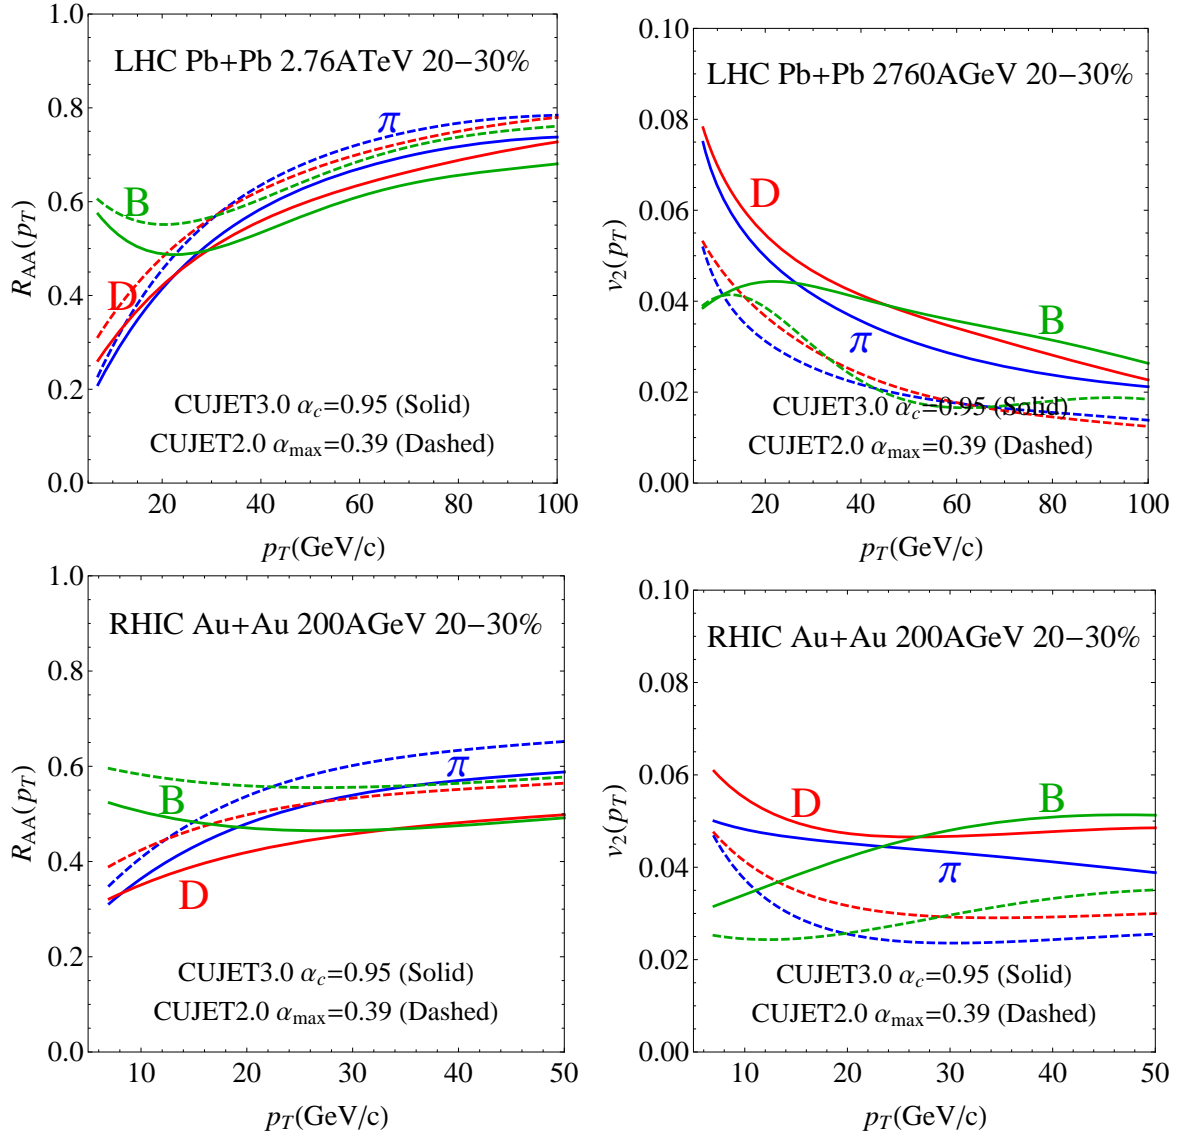 LHC Pb+Pb 2.76ATeV 20−30%
π
B
D
CUJET3.0 α_c=0.95 (Solid)
CUJET2.0 α_max=0.39 (Dashed)
R_AA(p_T)
1.0
0.8
0.6
0.4
0.2
0.0
20 40 60 80 100
p_T(GeV/c)
LHC Pb+Pb 2760AGeV 20−30%
D
B
π
CUJET3.0 α_c=0.95 (Solid)
CUJET2.0 α_max=0.39 (Dashed)
v_2(p_T)
0.10
0.08
0.06
0.04
0.02
0.00
20 40 60 80 100
p_T(GeV/c)
RHIC Au+Au 200AGeV 20−30%
π
B
D
CUJET3.0 α_c=0.95 (Solid)
CUJET2.0 α_max=0.39 (Dashed)
R_AA(p_T)
1.0
0.8
0.6
0.4
0.2
0.0
10 20 30 40 50
p_T(GeV/c)
RHIC Au+Au 200AGeV 20−30%
D
B
π
CUJET3.0 α_c=0.95 (Solid)
CUJET2.0 α_max=0.39 (Dashed)
v_2(p_T)
0.10
0.08
0.06
0.04
0.02
0.00
10 20 30 40 50
p_T(GeV/c)